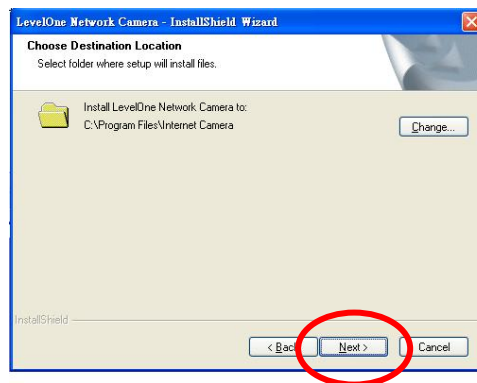 LevelOne Network Camera - InstallShield Wizard
Choose Destination Location
Select folder where setup will install files.
Install LevelOne Network Camera to:
C:\Program Files\Internet Camera
Change...
InstallShield
< Back Next > Cancel